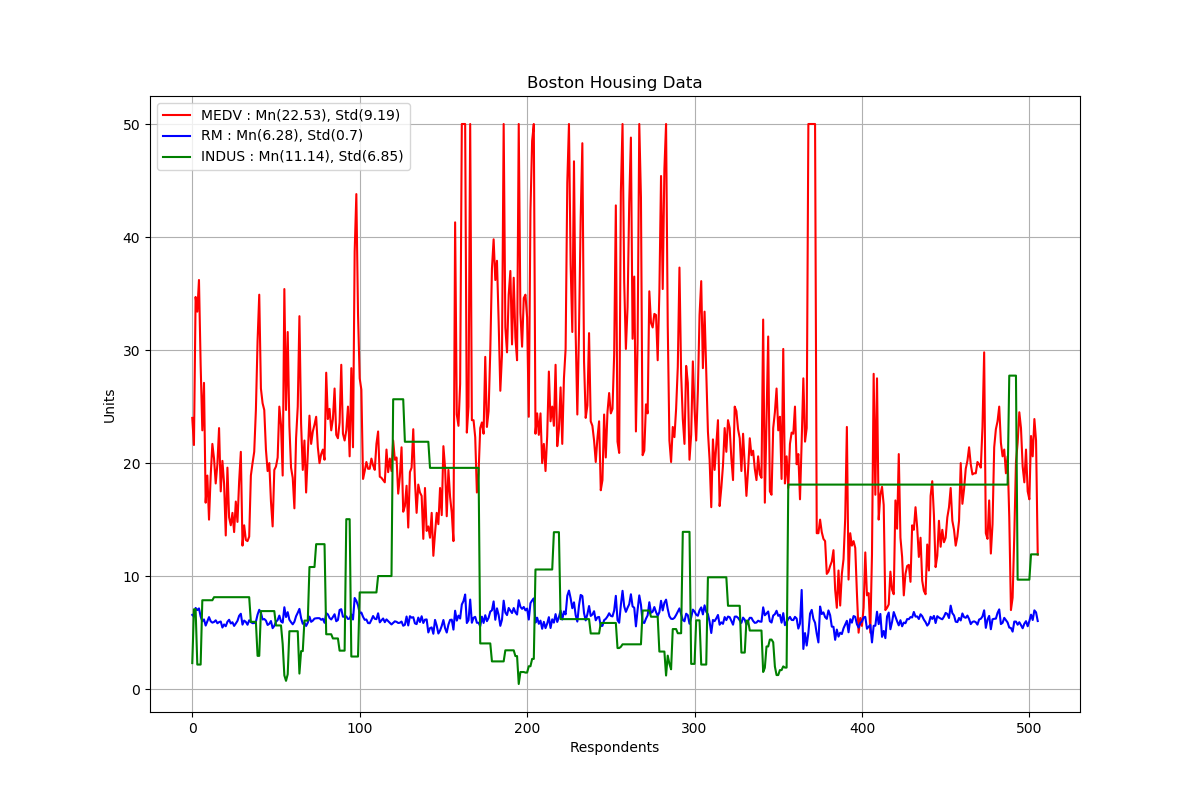 Boston Housing Data
MEDV : Mn(22.53), Std(9.19)
RM : Mn(6.28), Std(0.7)
INDUS : Mn(11.14), Std(6.85)
50
40
30
20
10
0
Units
0 100 200 300 400 500
Respondents